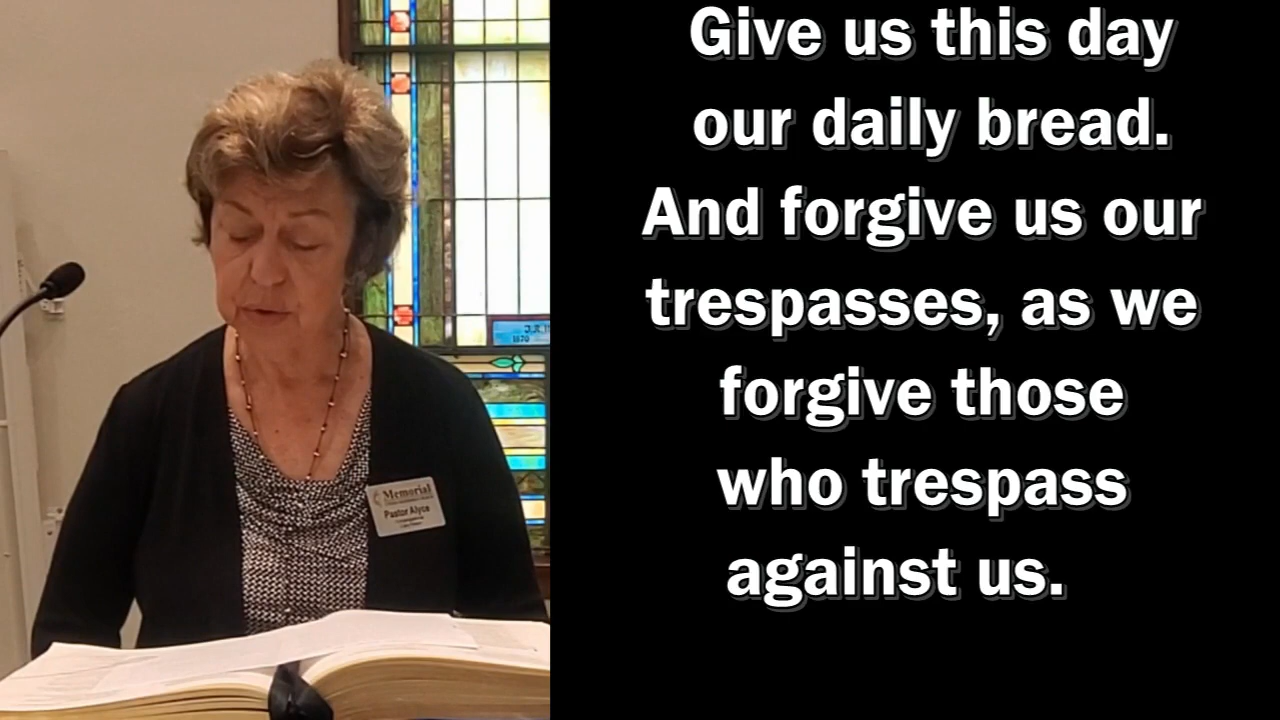 Give us this day
our daily bread.
And forgive us our
trespasses, as we
forgive those
who trespass
against us.
1870
Memorial
Pastor Alyce